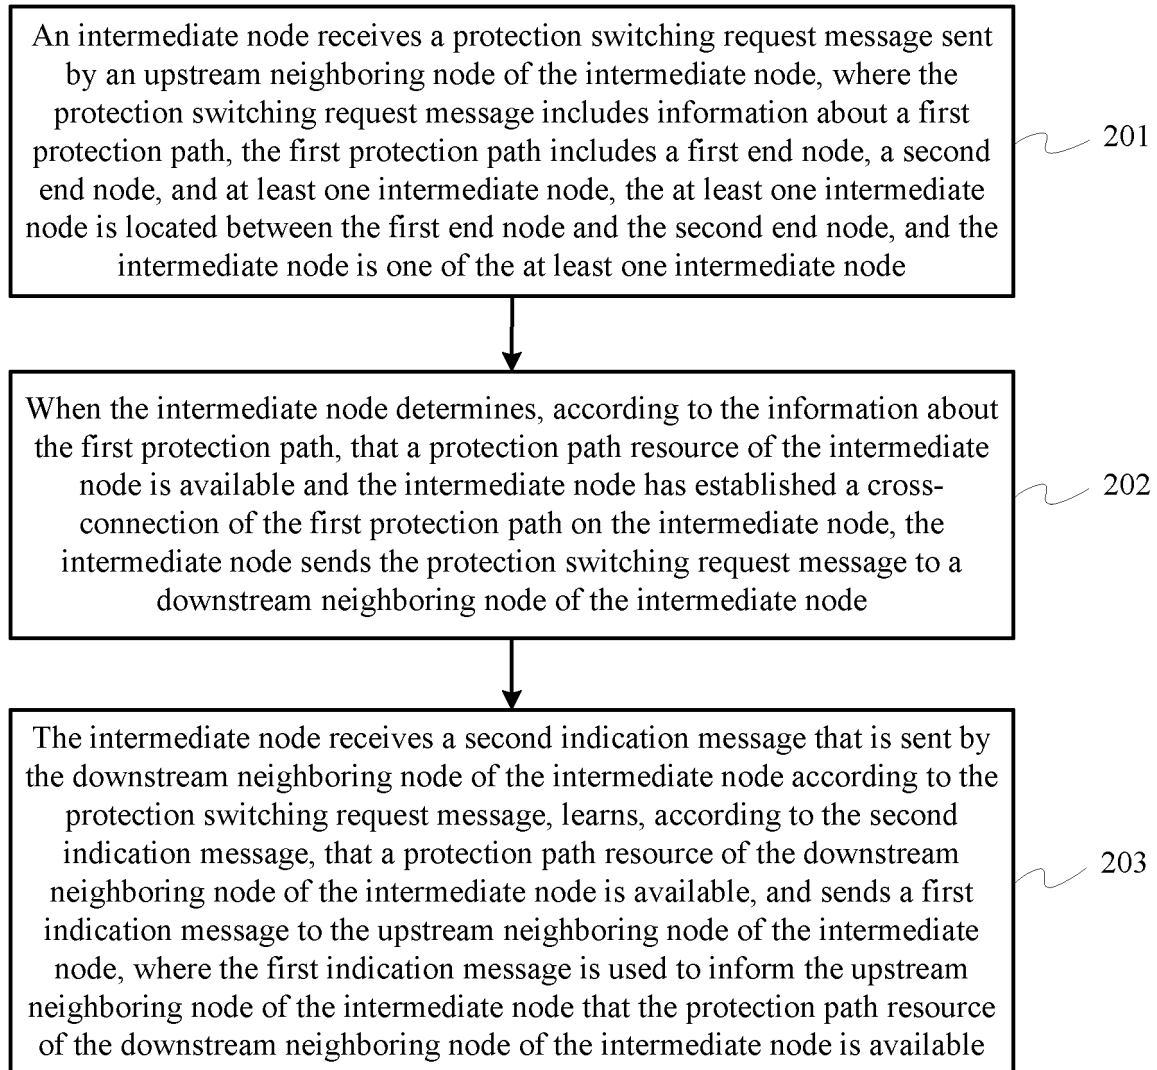 An intermediate node receives a protection switching request message sent
by an upstream neighboring node of the intermediate node, where the
protection switching request message includes information about a first
protection path, the first protection path includes a first end node, a second
end node, and at least one intermediate node, the at least one intermediate
node is located between the first end node and the second end node, and the
intermediate node is one of the at least one intermediate node
201
When the intermediate node determines, according to the information about
the first protection path, that a protection path resource of the intermediate
node is available and the intermediate node has established a cross-
connection of the first protection path on the intermediate node, the
intermediate node sends the protection switching request message to a
downstream neighboring node of the intermediate node
202
The intermediate node receives a second indication message that is sent by
the downstream neighboring node of the intermediate node according to the
protection switching request message, learns, according to the second
indication message, that a protection path resource of the downstream
neighboring node of the intermediate node is available, and sends a first
indication message to the upstream neighboring node of the intermediate
node, where the first indication message is used to inform the upstream
neighboring node of the intermediate node that the protection path resource
of the downstream neighboring node of the intermediate node is available
203